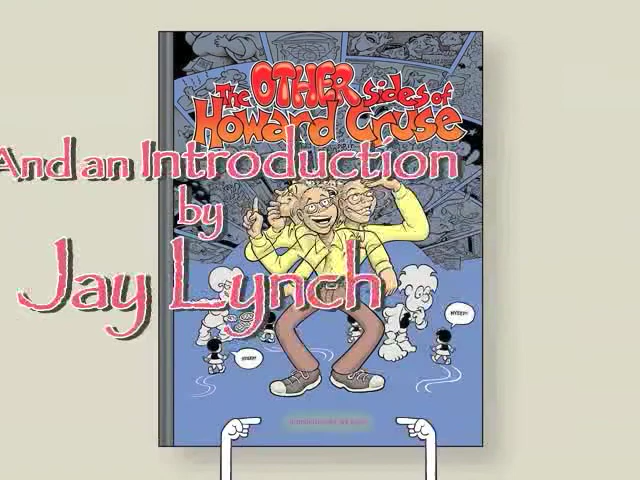 The OTHER Sides of
Howard Cruse
And an Introduction
by
Jay Lynch